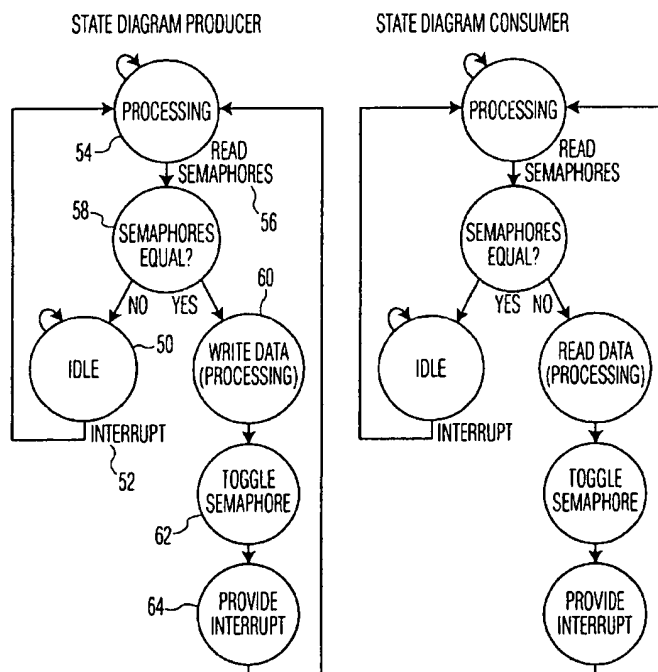 STATE DIAGRAM PRODUCER
PROCESSING
54
READ
SEMAPHORES
56
58
SEMAPHORES
EQUAL?
NO
YES
60
50
IDLE
WRITE DATA
(PROCESSING)
INTERRUPT
52
TOGGLE
SEMAPHORE
62
64
PROVIDE
INTERRUPT
STATE DIAGRAM CONSUMER
PROCESSING
READ
SEMAPHORES
SEMAPHORES
EQUAL?
YES
NO
IDLE
READ DATA
(PROCESSING)
INTERRUPT
TOGGLE
SEMAPHORE
PROVIDE
INTERRUPT